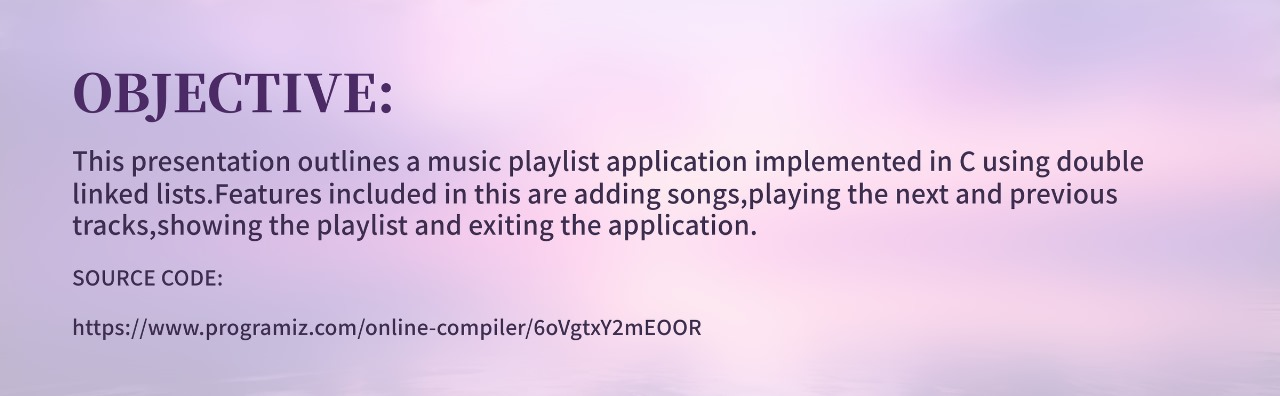 OBJECTIVE:
This presentation outlines a music playlist application implemented in C using double
linked lists.Features included in this are adding songs,playing the next and previous
tracks,showing the playlist and exiting the application.
SOURCE CODE:
https://www.programiz.com/online-compiler/6oVgtxY2mEOOR